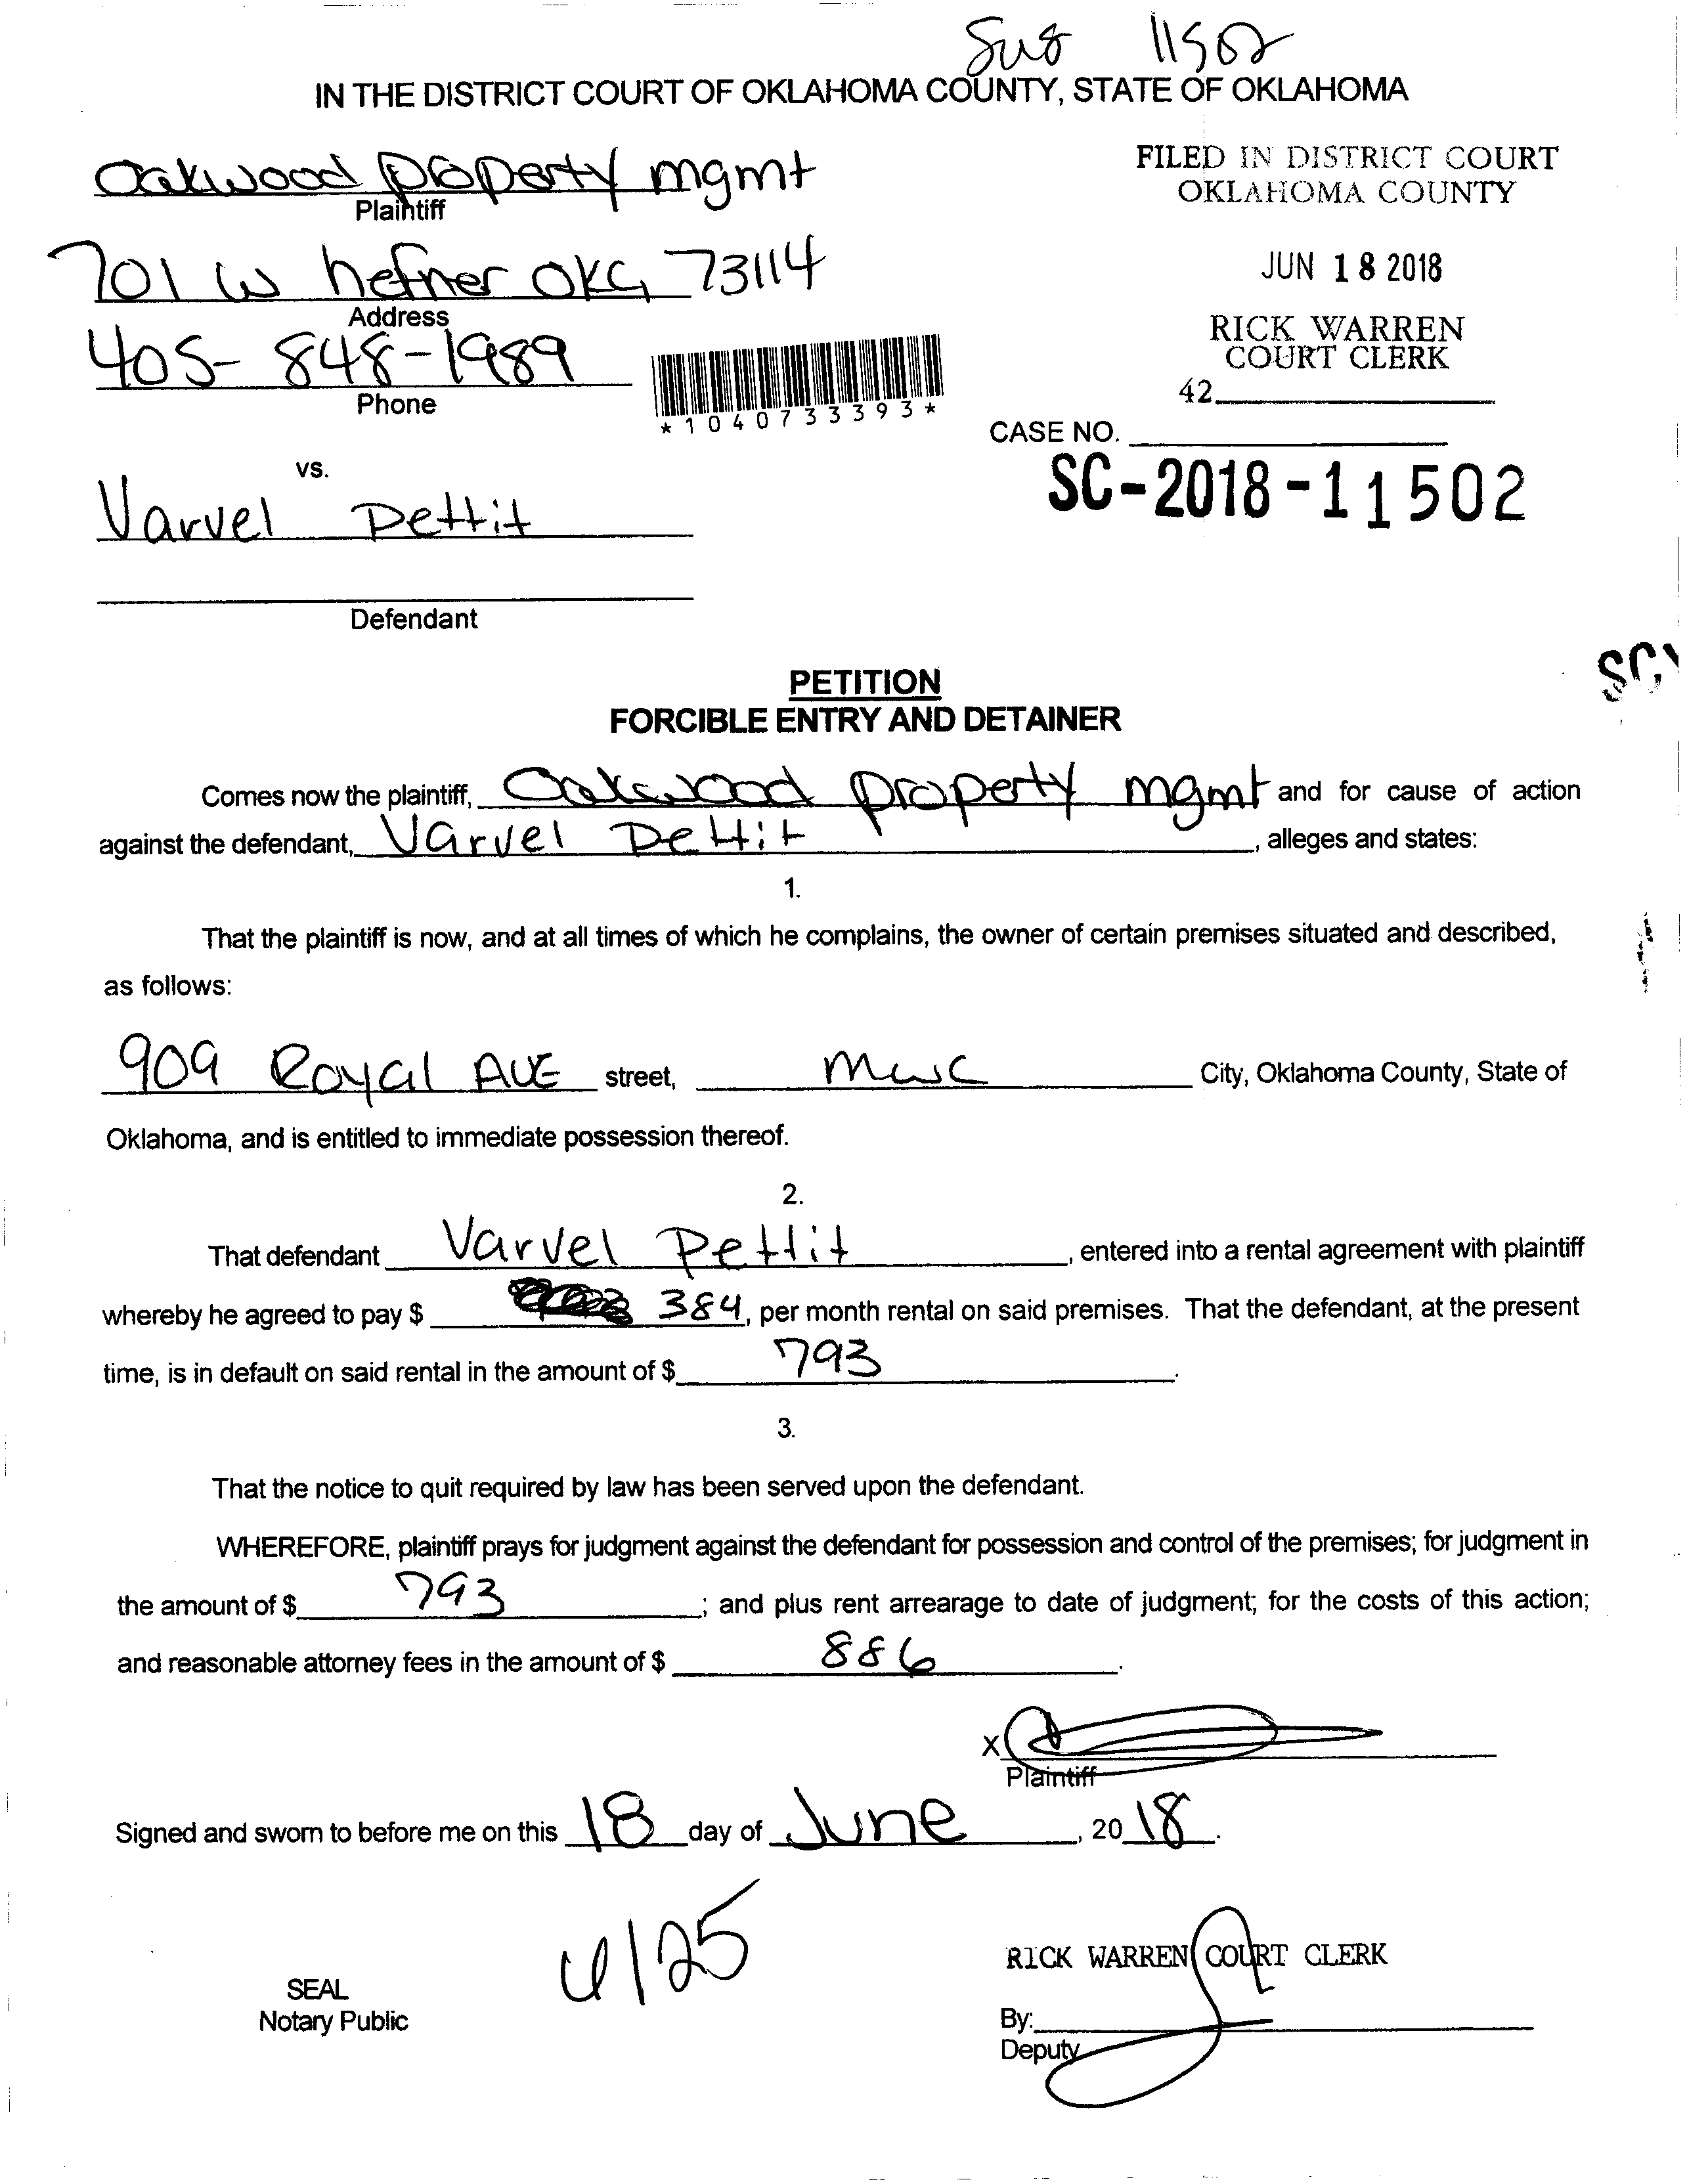 11502
IN THE DISTRICT COURT OF OKLAHOMA COUNTY, STATE OF OKLAHOMA
Oakwood property mgmt
Plaintiff
FILED IN DISTRICT COURT
OKLAHOMA COUNTY
701 W hefner OKC, 73114
Address
JUN 18 2018
405-848-1989
Phone
RICK WARREN
COURT CLERK
42
*1040733393*
CASE NO.
SC-2018-11502
vs.
Varvel Pettit
Defendant
PETITION
FORCIBLE ENTRY AND DETAINER
Comes now the plaintiff, Oakwood property mgmt and for cause of action
against the defendant, Varvel Pettit, alleges and states:
1.
That the plaintiff is now, and at all times of which he complains, the owner of certain premises situated and described,
as follows:
909 Royal AVE street, mwc City, Oklahoma County, State of
Oklahoma, and is entitled to immediate possession thereof.
2.
That defendant Varvel Pettit, entered into a rental agreement with plaintiff
whereby he agreed to pay $ 384, per month rental on said premises. That the defendant, at the present
time, is in default on said rental in the amount of $ 793.
3.
That the notice to quit required by law has been served upon the defendant.
WHEREFORE, plaintiff prays for judgment against the defendant for possession and control of the premises; for judgment in
the amount of $ 793; and plus rent arrearage to date of judgment; for the costs of this action;
and reasonable attorney fees in the amount of $ 886.
X
Plaintiff
Signed and sworn to before me on this 18 day of June, 2018.
RICK WARREN COURT CLERK
SEAL
Notary Public
By:
Deputy